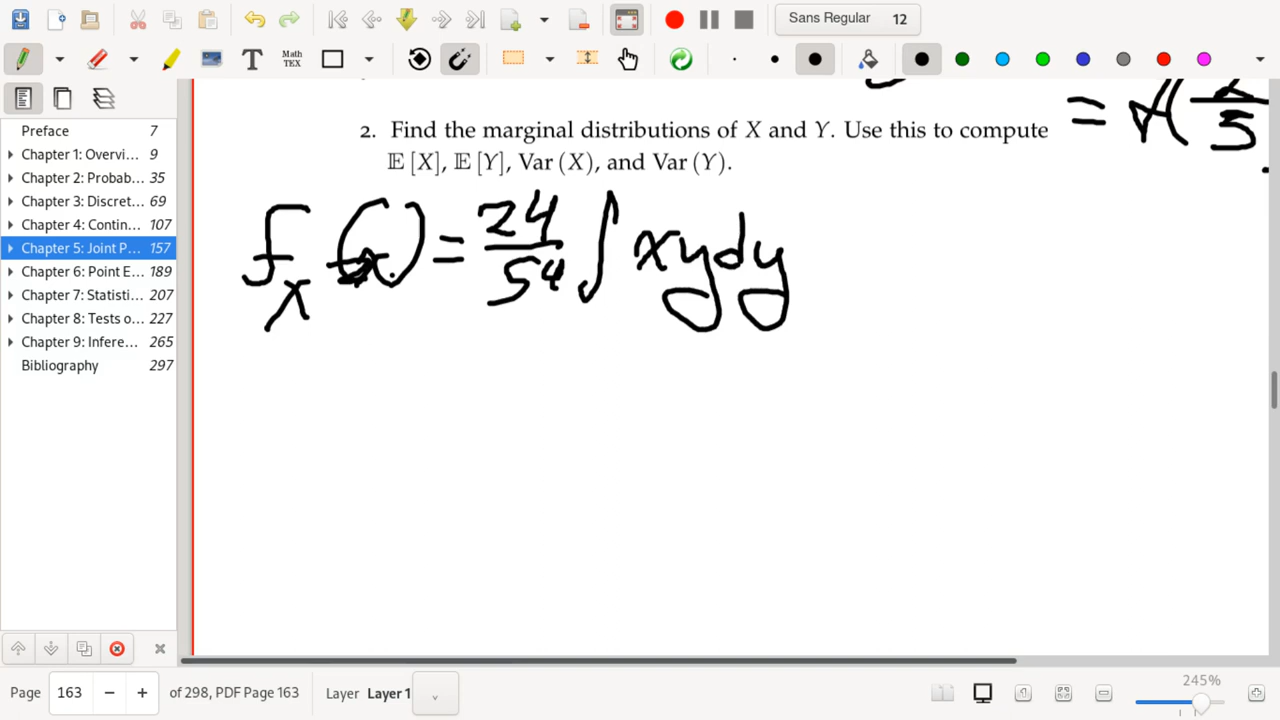 Sans Regular 12
T Math TEX
Preface 7
Chapter 1: Overvi... 9
Chapter 2: Probab... 35
Chapter 3: Discret... 69
Chapter 4: Contin... 107
Chapter 5: Joint P... 157
Chapter 6: Point E... 189
Chapter 7: Statisti... 207
Chapter 8: Tests o... 227
Chapter 9: Infere... 265
Bibliography 297
2. Find the marginal distributions of X and Y. Use this to compute
𝔼 [X], 𝔼 [Y], Var (X), and Var (Y).
f_X (x) = 24/5⁴ ∫ xy dy
Page 163 − + of 298, PDF Page 163 Layer Layer 1 245%